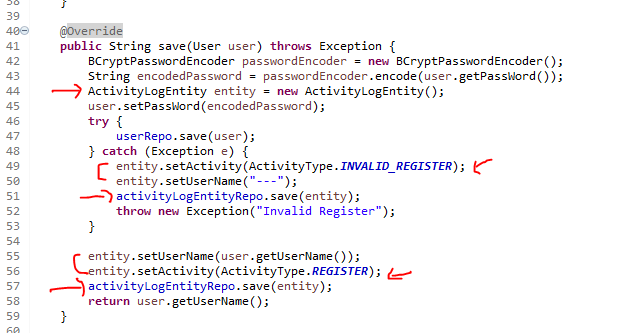 38 }
39
40 @Override
41 public String save(User user) throws Exception {
42 BCryptPasswordEncoder passwordEncoder = new BCryptPasswordEncoder();
43 String encodedPassword = passwordEncoder.encode(user.getPassWord());
44 ActivityLogEntity entity = new ActivityLogEntity();
45 user.setPassWord(encodedPassword);
46 try {
47 userRepo.save(user);
48 } catch (Exception e) {
49 entity.setActivity(ActivityType.INVALID_REGISTER);
50 entity.setUserName("---");
51 activityLogEntityRepo.save(entity);
52 throw new Exception("Invalid Register");
53 }
54
55 entity.setUserName(user.getUserName());
56 entity.setActivity(ActivityType.REGISTER);
57 activityLogEntityRepo.save(entity);
58 return user.getUserName();
59 }
60